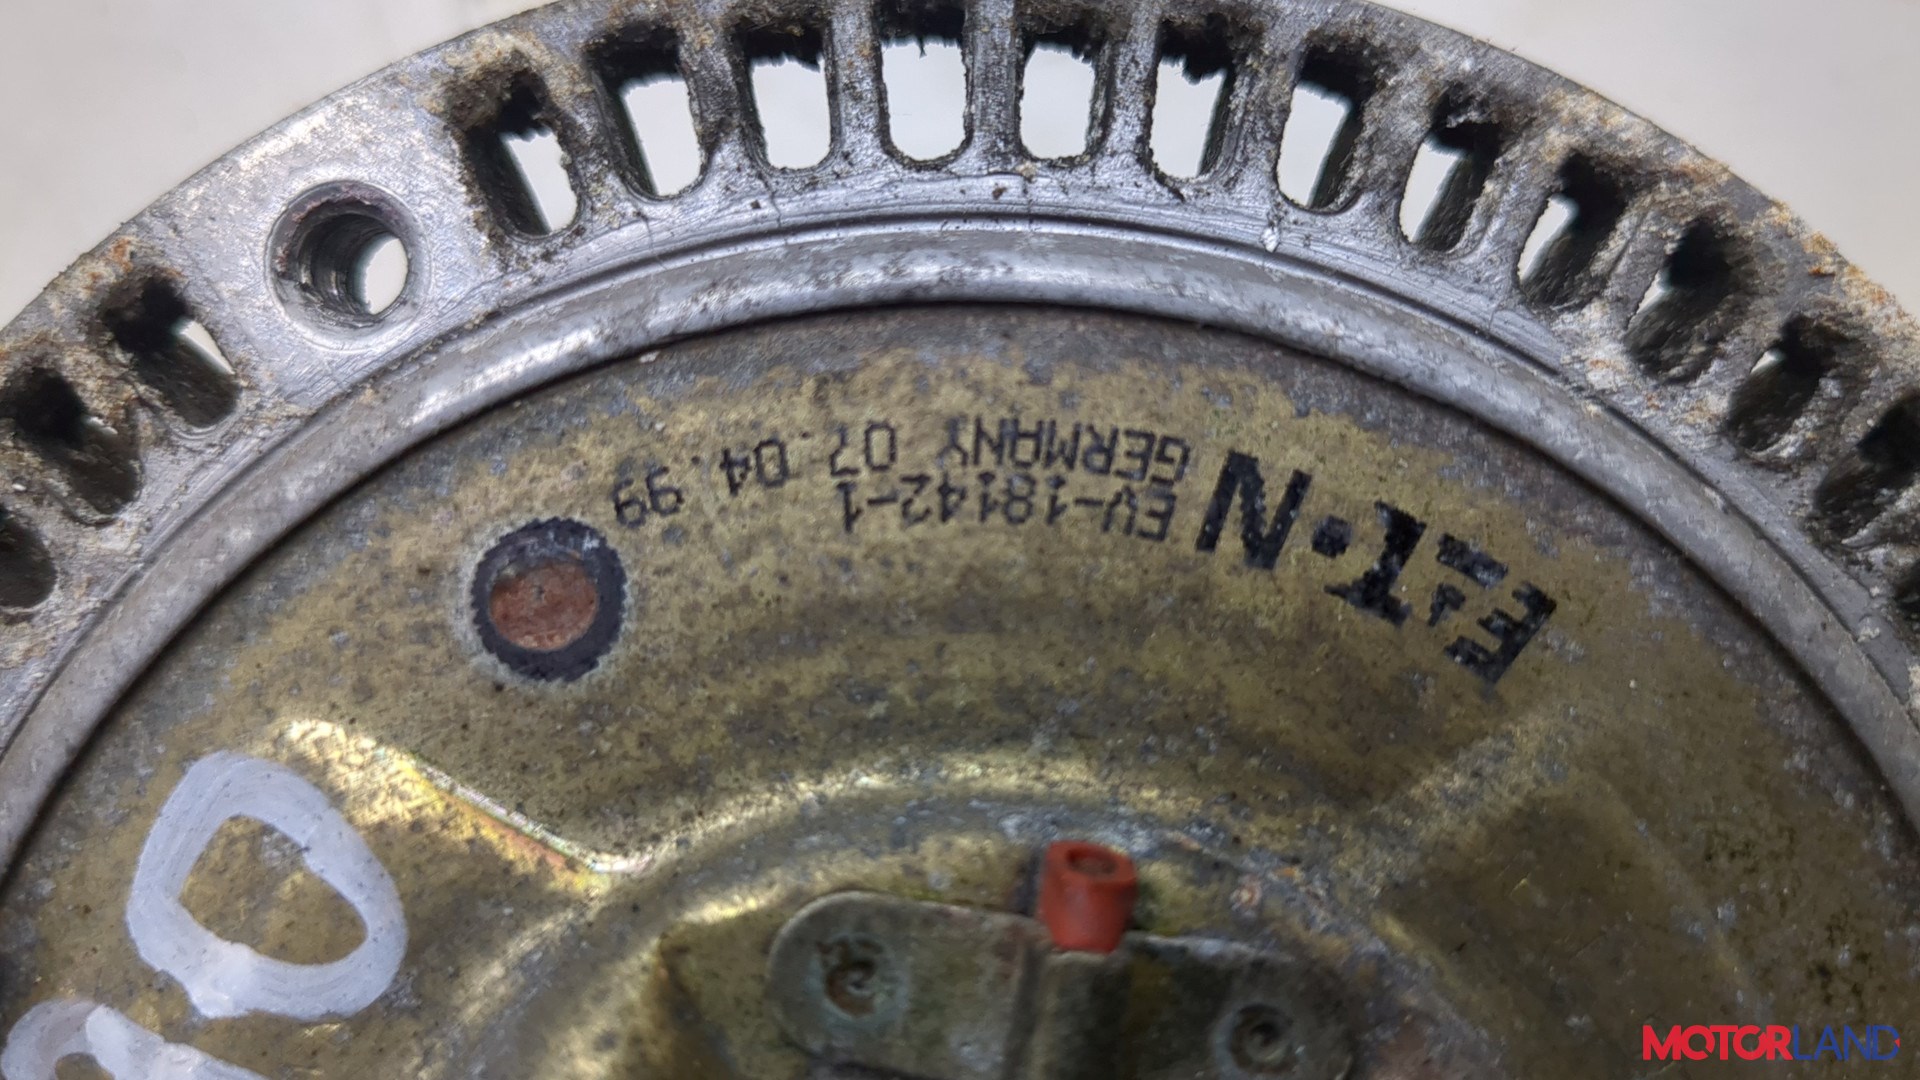 E·T·N
EV-18142-1
GERMANY 07.04.99
MOTORLAND